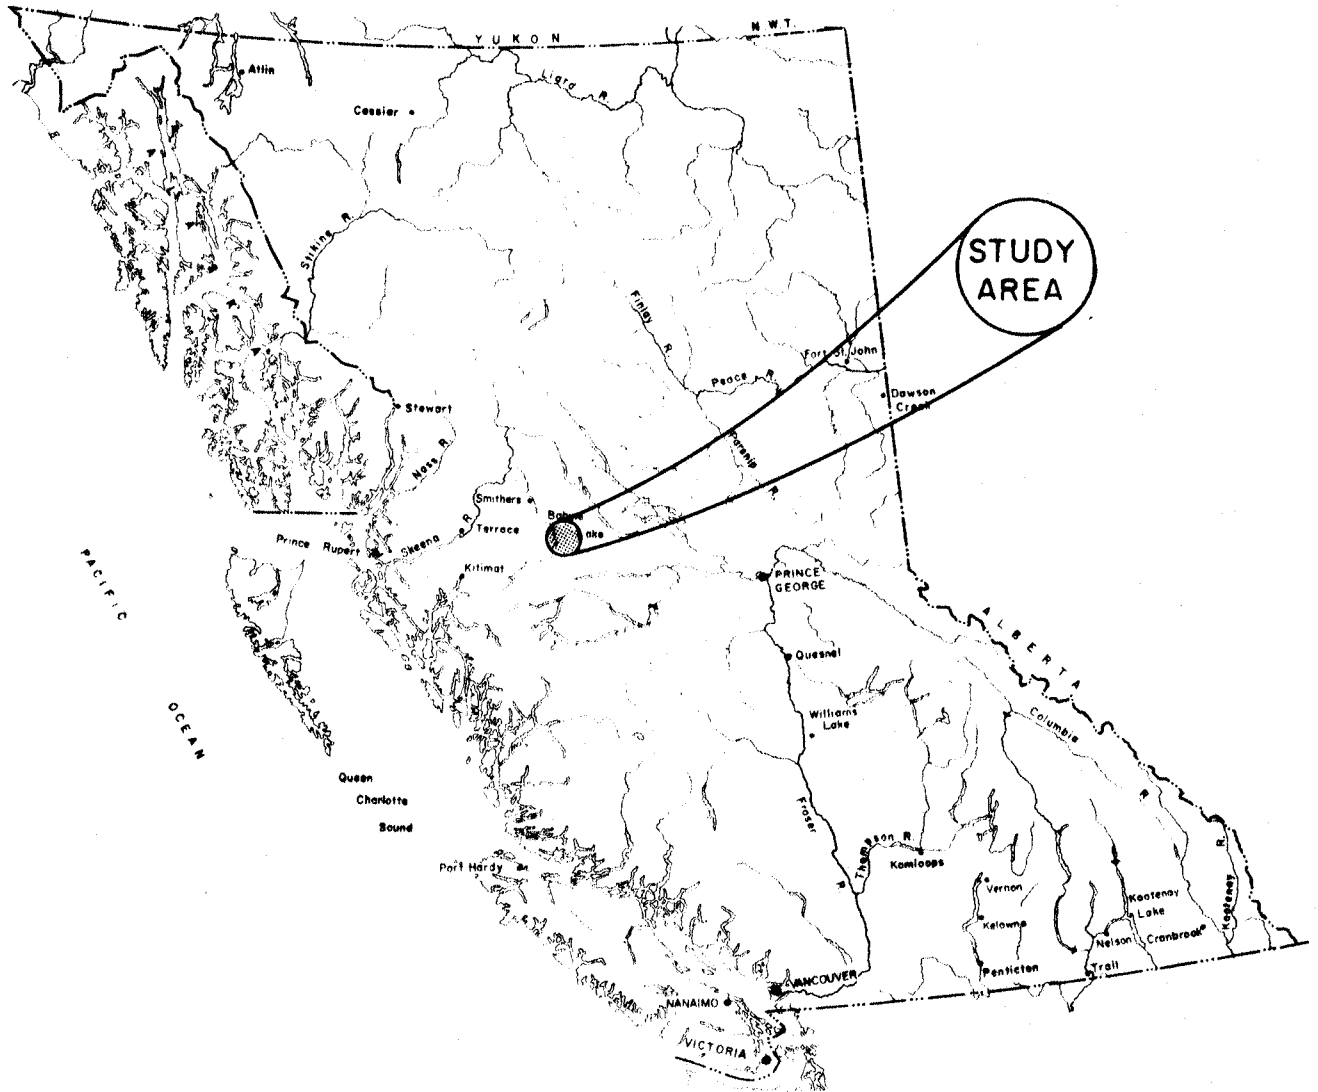 YUKON
N.W.T.
Atlin
Liard R.
Cassiar
Stikine R.
STUDY
AREA
Finlay
R.
Fort St. John
Peace R.
Dawson
Creek
Stewart
Nass R.
Parsnip
R.
Smithers
Terrace
Skeena R.
Prince Rupert
Kitimat
PRINCE
GEORGE
PACIFIC
OCEAN
ALBERTA
Quesnel
Williams
Lake
Columbia
R.
Queen
Charlotte
Sound
Fraser
R.
Thompson R.
Kamloops
Port Hardy
Vernon
Kootenay
Lake
Kootenay
R.
Kelowna
Nelson
Cranbrook
Penticton
Trail
VANCOUVER
NANAIMO
VICTORIA